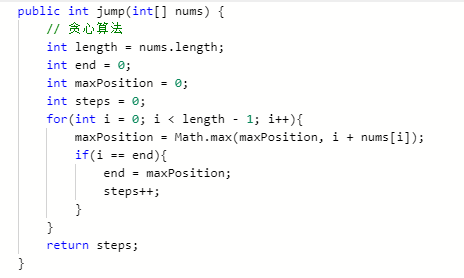 public int jump(int[] nums) {
    // 贪心算法
    int length = nums.length;
    int end = 0;
    int maxPosition = 0;
    int steps = 0;
    for(int i = 0; i < length - 1; i++){
        maxPosition = Math.max(maxPosition, i + nums[i]);
        if(i == end){
            end = maxPosition;
            steps++;
        }
    }
    return steps;
}